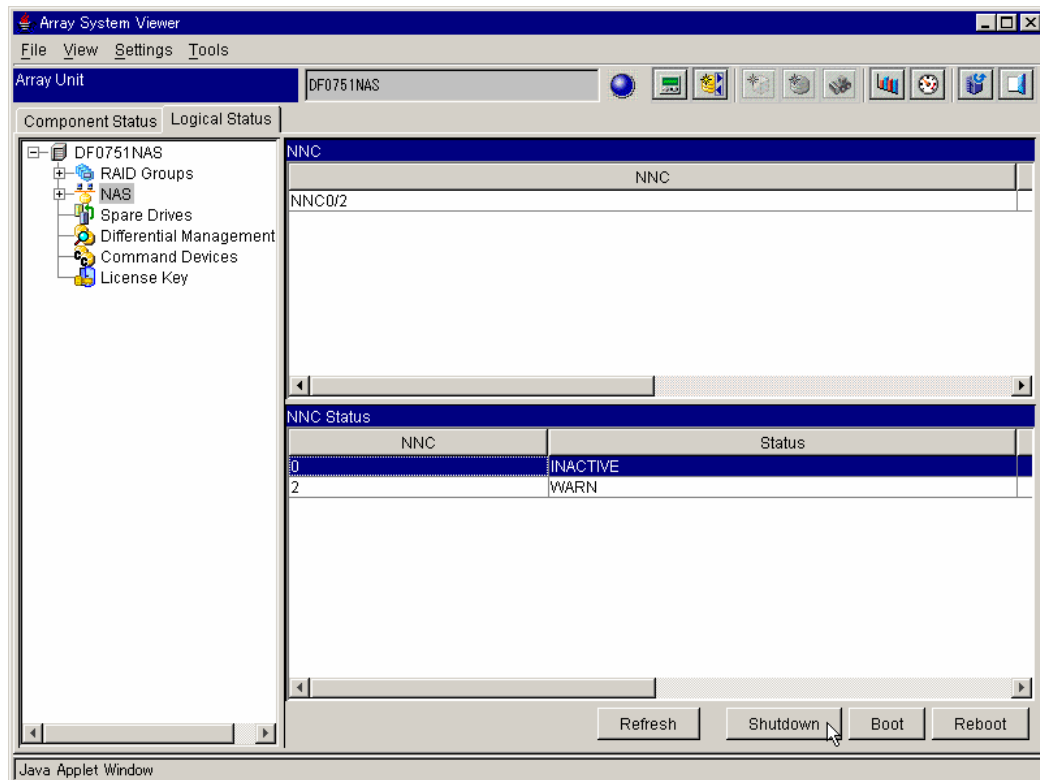 Array System Viewer
File View Settings Tools
Array Unit
DF0751NAS
Component Status Logical Status
DF0751NAS
RAID Groups
NAS
Spare Drives
Differential Management
Command Devices
License Key
NNC
NNC
NNC0/2
NNC Status
NNC Status
0 INACTIVE
2 WARN
Refresh Shutdown Boot Reboot
Java Applet Window